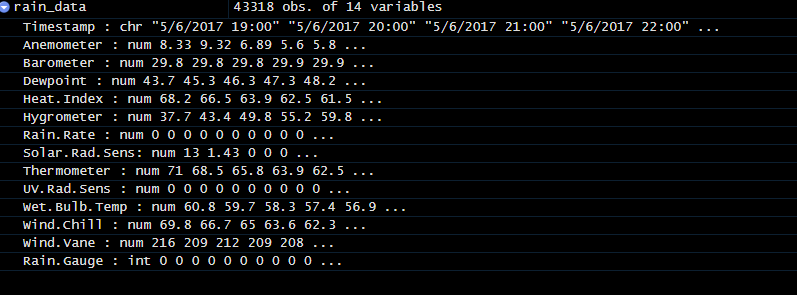 rain_data 43318 obs. of 14 variables
Timestamp : chr "5/6/2017 19:00" "5/6/2017 20:00" "5/6/2017 21:00" "5/6/2017 22:00" ...
Anemometer : num 8.33 9.32 6.89 5.6 5.8 ...
Barometer : num 29.8 29.8 29.8 29.9 29.9 ...
Dewpoint : num 43.7 45.3 46.3 47.3 48.2 ...
Heat.Index : num 68.2 66.5 63.9 62.5 61.5 ...
Hygrometer : num 37.7 43.4 49.8 55.2 59.8 ...
Rain.Rate : num 0 0 0 0 0 0 0 0 0 0 ...
Solar.Rad.Sens: num 13 1.43 0 0 0 ...
Thermometer : num 71 68.5 65.8 63.9 62.5 ...
UV.Rad.Sens : num 0 0 0 0 0 0 0 0 0 0 ...
Wet.Bulb.Temp : num 60.8 59.7 58.3 57.4 56.9 ...
Wind.Chill : num 69.8 66.7 65 63.6 62.3 ...
Wind.Vane : num 216 209 212 209 208 ...
Rain.Gauge : int 0 0 0 0 0 0 0 0 0 0 ...